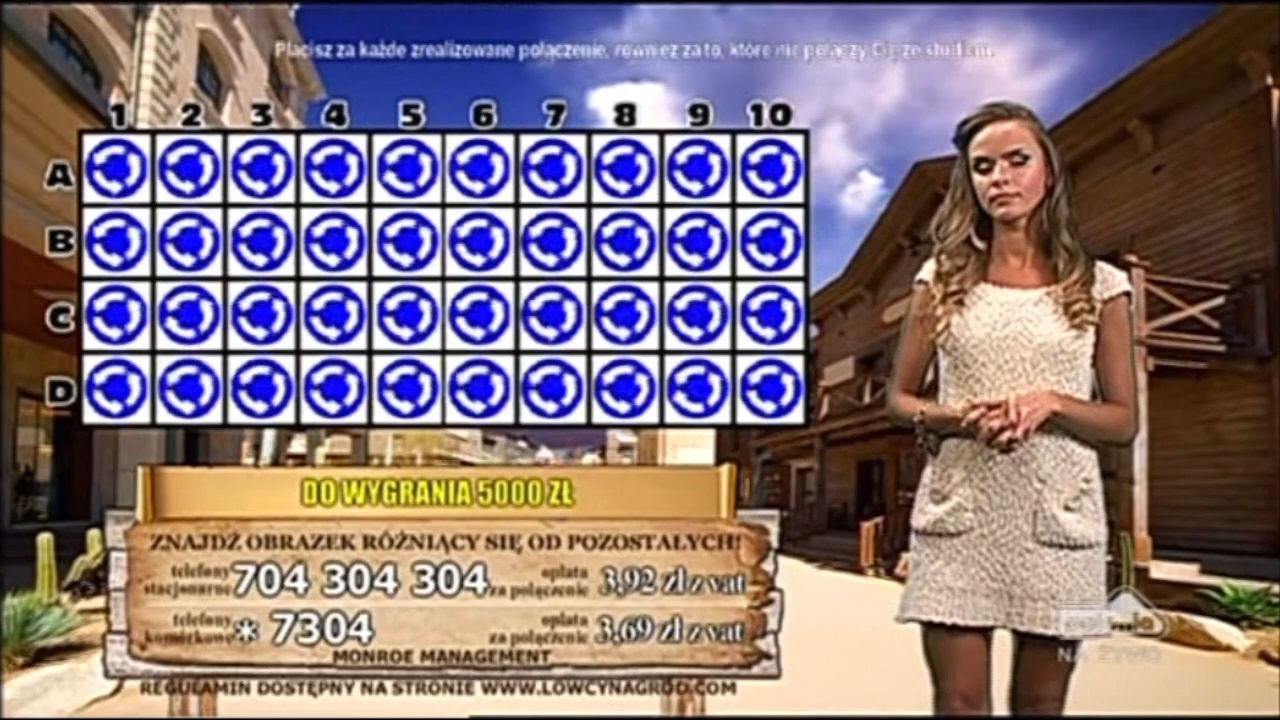 Płacisz za każde zrealizowane połączenie, również za to, które nie połączy Cię ze studiem.
1 2 3 4 5 6 7 8 9 10
A
B
C
D
DO WYGRANIA 5000 ZŁ
ZNAJDŹ OBRAZEK RÓŻNIĄCY SIĘ OD POZOSTAŁYCH!
telefony stacjonarne 704 304 304 opłata za połączenie 3,92 zł z vat
telefony komórkowe * 7304 opłata za połączenie 3,69 zł z vat
MONROE MANAGEMENT
REGULAMIN DOSTĘPNY NA STRONIE WWW.LOWCYNAGROD.COM
NA ŻYWO